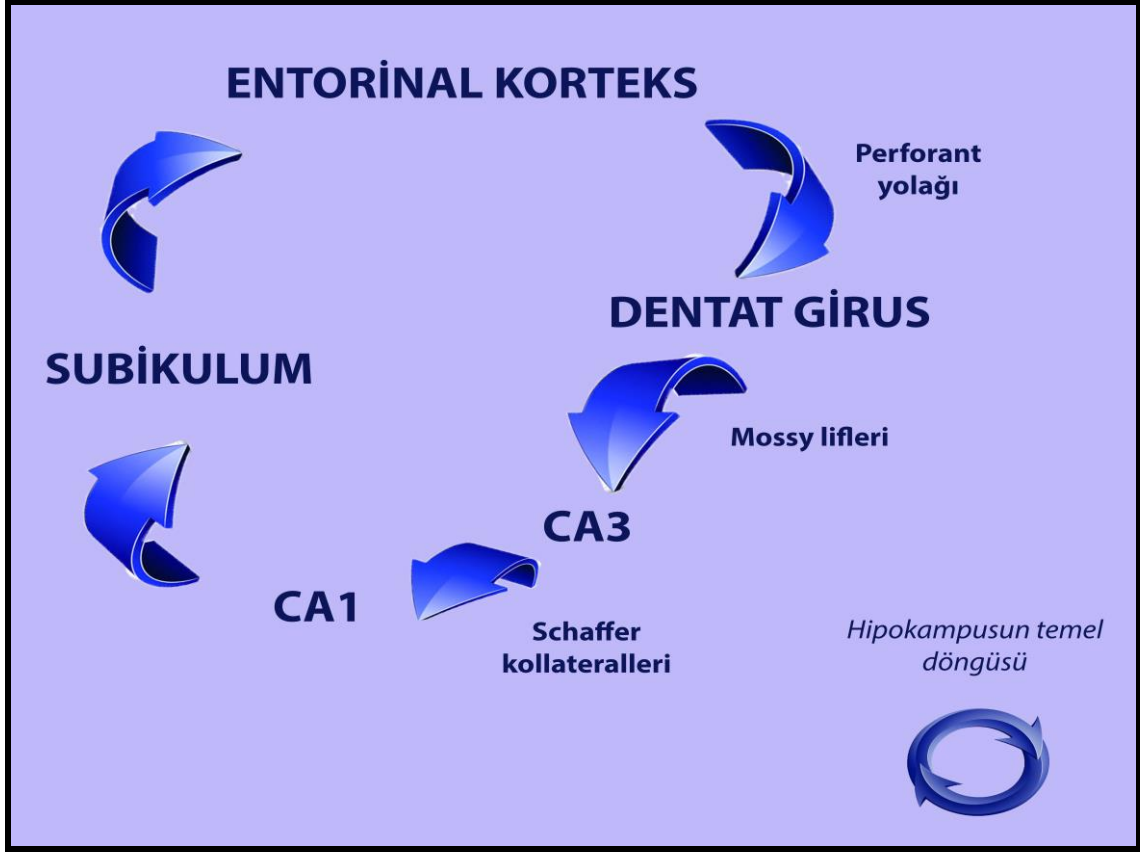 ENTORİNAL KORTEKS
Perforant
yolağı
DENTAT GİRUS
SUBİKULUM
Mossy lifleri
CA3
CA1
Schaffer
kollateralleri
Hipokampusun temel
döngüsü